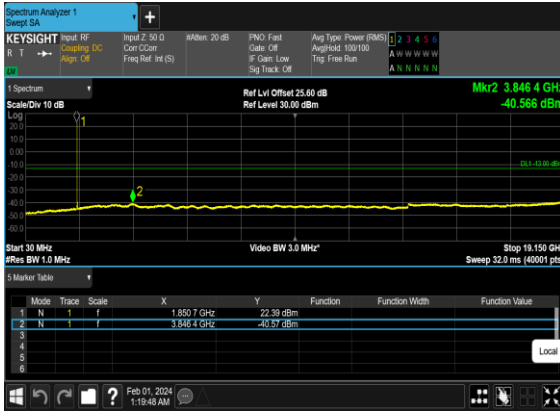 Spectrum Analyzer 1
Swept SA
+
KEYSIGHT
R T
LV
Input: RF
Coupling: DC
Align: Off
Input Z: 50 Ω
Corr CCorr
Freq Ref: Int (S)
#Atten: 20 dB
PNO: Fast
Gate: Off
IF Gain: Low
Sig Track: Off
Avg Type: Power (RMS)
Avg|Hold: 100/100
Trig: Free Run
1 2 3 4 5 6
A W W W W W
A N N N N N
1 Spectrum
Scale/Div 10 dB
Ref Lvl Offset 25.60 dB
Ref Level 30.00 dBm
Mkr2 3.846 4 GHz
-40.566 dBm
Log
20.0
10.0
0.00
-10.0
-20.0
-30.0
-40.0
-50.0
-60.0
1
2
DL1 -13.00 dBm
Start 30 MHz
#Res BW 1.0 MHz
Video BW 3.0 MHz*
Stop 19.150 GHz
Sweep 32.0 ms (40001 pts)
5 Marker Table
Mode Trace Scale X Y Function Function Width Function Value
1 N 1 f 1.850 7 GHz 22.39 dBm
2 N 1 f 3.846 4 GHz -40.57 dBm
3
4
5
6
Local
?
Feb 01, 2024
1:19:48 AM